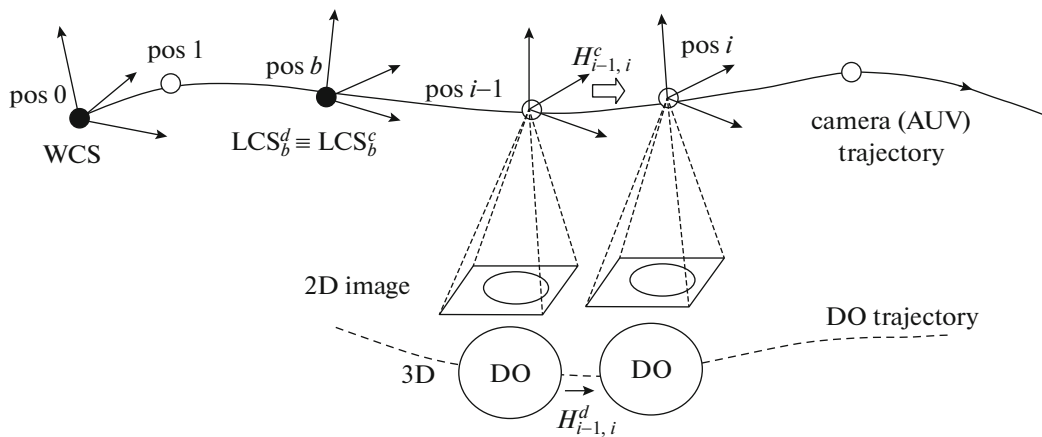 pos 0
pos 1
pos b
pos i–1
H^c_{i–1, i}
pos i
WCS
LCS^d_b ≡ LCS^c_b
camera (AUV)
trajectory
2D image
DO trajectory
3D
DO
DO
H^d_{i–1, i}